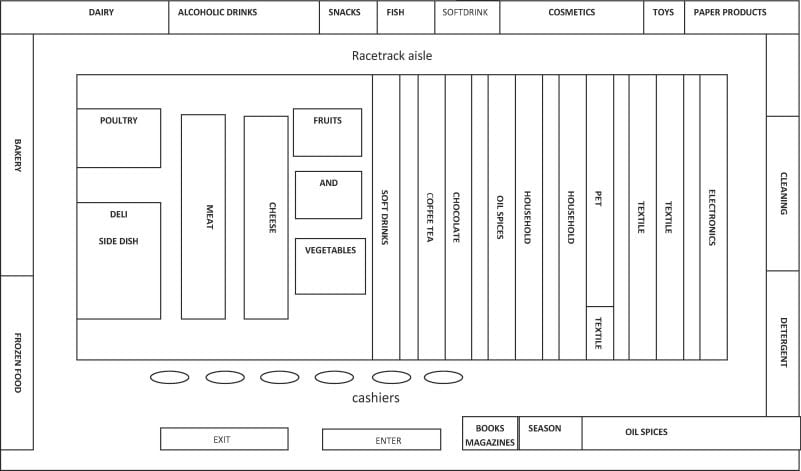 DAIRY
ALCOHOLIC DRINKS
SNACKS
FISH
SOFTDRINK
COSMETICS
TOYS
PAPER PRODUCTS
Racetrack aisle
BAKERY
FROZEN FOOD
POULTRY
DELI
SIDE DISH
MEAT
CHEESE
FRUITS
AND
VEGETABLES
SOFT DRINKS
COFFEE TEA
CHOCOLATE
OIL SPICES
HOUSEHOLD
HOUSEHOLD
PET
TEXTILE
TEXTILE
TEXTILE
ELECTRONICS
CLEANING
DETERGENT
cashiers
EXIT
ENTER
BOOKS
MAGAZINES
SEASON
OIL SPICES